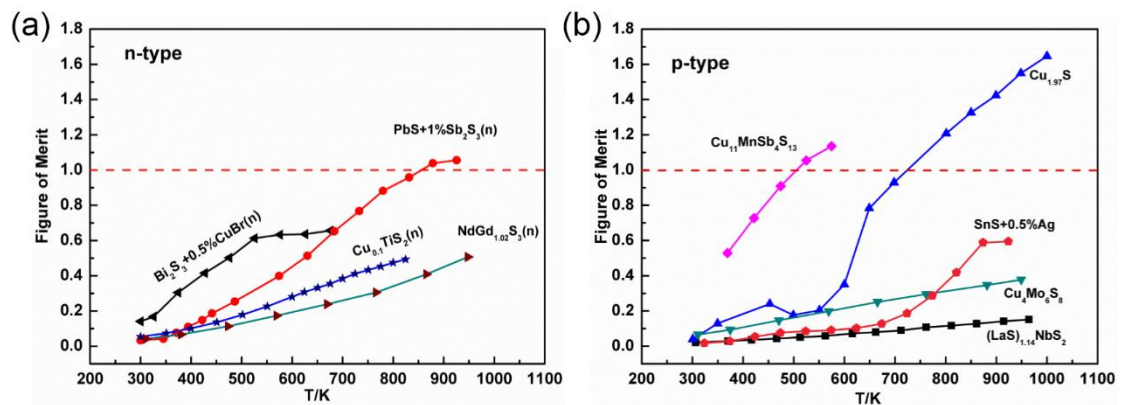 (a)
n-type
Figure of Merit
1.8
1.6
1.4
1.2
1.0
0.8
0.6
0.4
0.2
0.0
PbS+1%Sb₂S₃(n)
Bi₂S₃+0.5%CuBr(n)
Cu₀.₁TiS₂(n)
NdGd₁.₀₂S₃(n)
200 300 400 500 600 700 800 900 1000 1100
T/K
(b)
p-type
Figure of Merit
1.8
1.6
1.4
1.2
1.0
0.8
0.6
0.4
0.2
0.0
Cu₁.₉₇S
Cu₁₁MnSb₄S₁₃
SnS+0.5%Ag
Cu₄Mo₆S₈
(LaS)₁.₁₄NbS₂
200 300 400 500 600 700 800 900 1000 1100
T/K